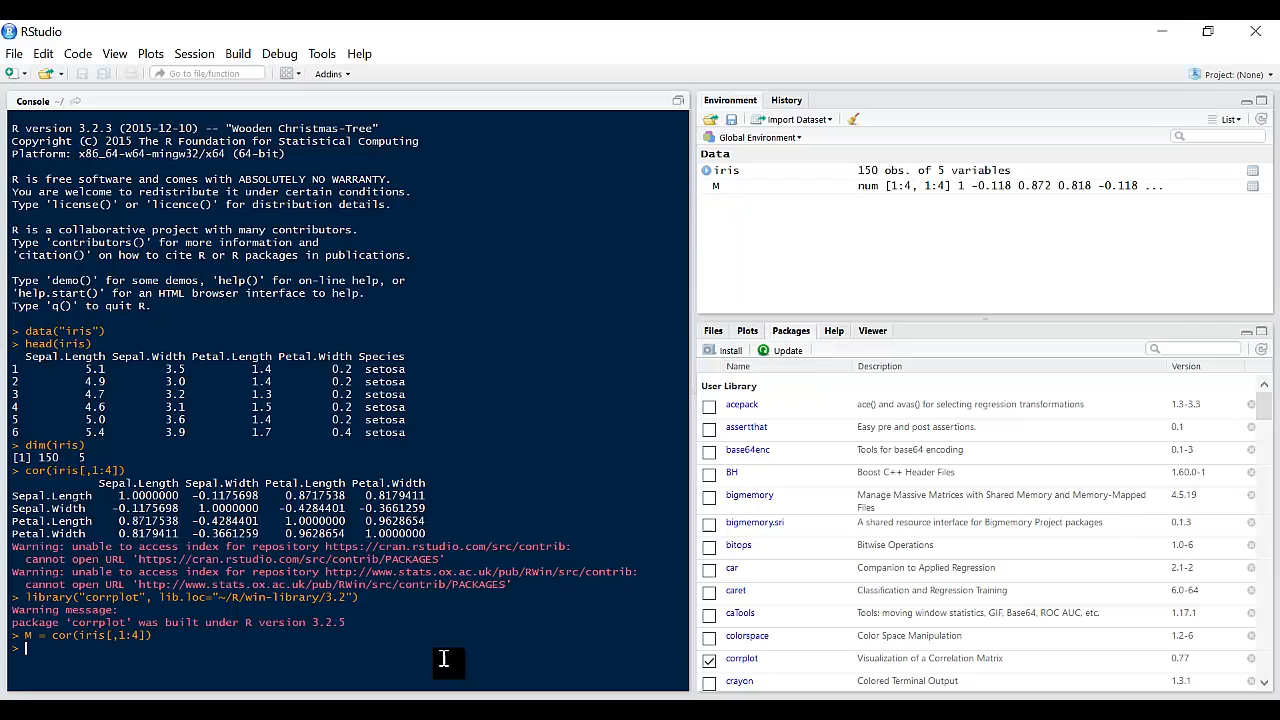 RStudio
File Edit Code View Plots Session Build Debug Tools Help
Go to file/function Addins Project: (None)
Console ~/
R version 3.2.3 (2015-12-10) -- "Wooden Christmas-Tree"
Copyright (C) 2015 The R Foundation for Statistical Computing
Platform: x86_64-w64-mingw32/x64 (64-bit)
R is free software and comes with ABSOLUTELY NO WARRANTY.
You are welcome to redistribute it under certain conditions.
Type 'license()' or 'licence()' for distribution details.
R is a collaborative project with many contributors.
Type 'contributors()' for more information and
'citation()' on how to cite R or R packages in publications.
Type 'demo()' for some demos, 'help()' for on-line help, or
'help.start()' for an HTML browser interface to help.
Type 'q()' to quit R.
> data("iris")
> head(iris)
Sepal.Length Sepal.Width Petal.Length Petal.Width Species
1 5.1 3.5 1.4 0.2 setosa
2 4.9 3.0 1.4 0.2 setosa
3 4.7 3.2 1.3 0.2 setosa
4 4.6 3.1 1.5 0.2 setosa
5 5.0 3.6 1.4 0.2 setosa
6 5.4 3.9 1.7 0.4 setosa
> dim(iris)
[1] 150 5
> cor(iris[,1:4])
Sepal.Length Sepal.Width Petal.Length Petal.Width
Sepal.Length 1.0000000 -0.1175698 0.8717538 0.8179411
Sepal.Width -0.1175698 1.0000000 -0.4284401 -0.3661259
Petal.Length 0.8717538 -0.4284401 1.0000000 0.9628654
Petal.Width 0.8179411 -0.3661259 0.9628654 1.0000000
Warning: unable to access index for repository https://cran.rstudio.com/src/contrib:
cannot open URL 'https://cran.rstudio.com/src/contrib/PACKAGES'
Warning: unable to access index for repository http://www.stats.ox.ac.uk/pub/RWin/src/contrib:
cannot open URL 'http://www.stats.ox.ac.uk/pub/RWin/src/contrib/PACKAGES'
> library("corrplot", lib.loc="~/R/win-library/3.2")
Warning message:
package 'corrplot' was built under R version 3.2.5
> M = cor(iris[,1:4])
>
Environment History
Import Dataset List
Global Environment
Data
iris 150 obs. of 5 variables
M num [1:4, 1:4] 1 -0.118 0.872 0.818 -0.118 ...
Files Plots Packages Help Viewer
Install Update
Name Description Version
User Library
acepack ace() and avas() for selecting regression transformations 1.3-3.3
assertthat Easy pre and post assertions. 0.1
base64enc Tools for base64 encoding 0.1-3
BH Boost C++ Header Files 1.60.0-1
bigmemory Manage Massive Matrices with Shared Memory and Memory-Mapped Files 4.5.19
bigmemory.sri A shared resource interface for Bigmemory Project packages 0.1.3
bitops Bitwise Operations 1.0-6
car Companion to Applied Regression 2.1-2
caret Classification and Regression Training 6.0-64
caTools Tools: moving window statistics, GIF, Base64, ROC AUC, etc. 1.17.1
colorspace Color Space Manipulation 1.2-6
corrplot Visualization of a Correlation Matrix 0.77
crayon Colored Terminal Output 1.3.1